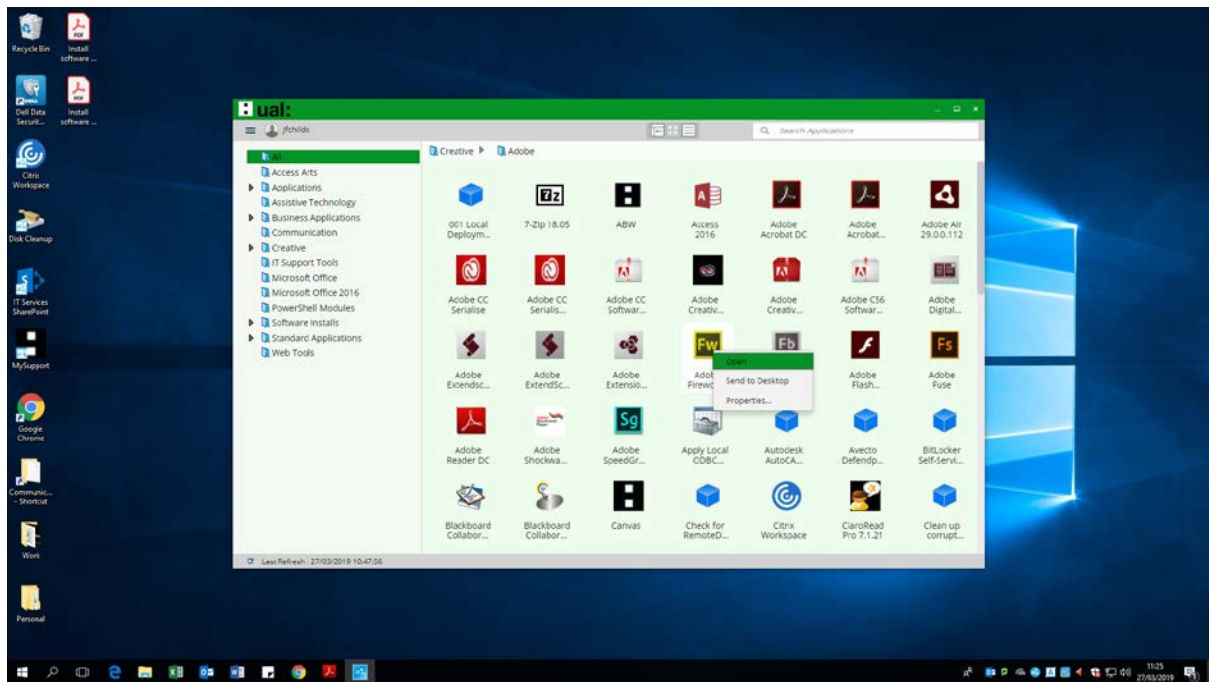 Recycle Bin
Install
software ...
Dell Data
Securit...
Install
software ...
Citrix
Workspace
Disk Cleanup
IT Services
SharePoint
MySupport
Google
Chrome
Communic...
- Shortcut
Work
Personal
ual:
jfchilds
Search Applications
All
Access Arts
Applications
Assistive Technology
Business Applications
Communication
Creative
IT Support Tools
Microsoft Office
Microsoft Office 2016
PowerShell Modules
Software Installs
Standard Applications
Web Tools
Creative
Adobe
001 Local
Deploym...
7-Zip 18.05
ABW
Access
2016
Adobe
Acrobat DC
Adobe
Acrobat...
Adobe Air
29.0.0.112
Adobe CC
Serialise
Adobe CC
Serialis...
Adobe CC
Softwar...
Adobe
Creativ...
Adobe
Creativ...
Adobe CS6
Softwar...
Adobe
Digital...
Adobe
Extendsc...
Adobe
ExtendSc...
Adobe
Extensio...
Fw
Fb
Open
Send to Desktop
Properties...
Adobe
Flash...
Fs
Adobe
Fuse
Adobe
Reader DC
Adobe
Shockwa...
Sg
Adobe
SpeedGr...
Apply Local
CDBC...
Autodesk
AutoCA...
Avecto
Defendp...
BitLocker
Self-Servi...
Blackboard
Collabor...
Blackboard
Collabor...
Canvas
Check for
RemoteD...
Citrix
Workspace
ClaroRead
Pro 7.1.21
Clean up
corrupt...
Last Refresh : 27/03/2019 10:47:56
11:25
27/03/2019